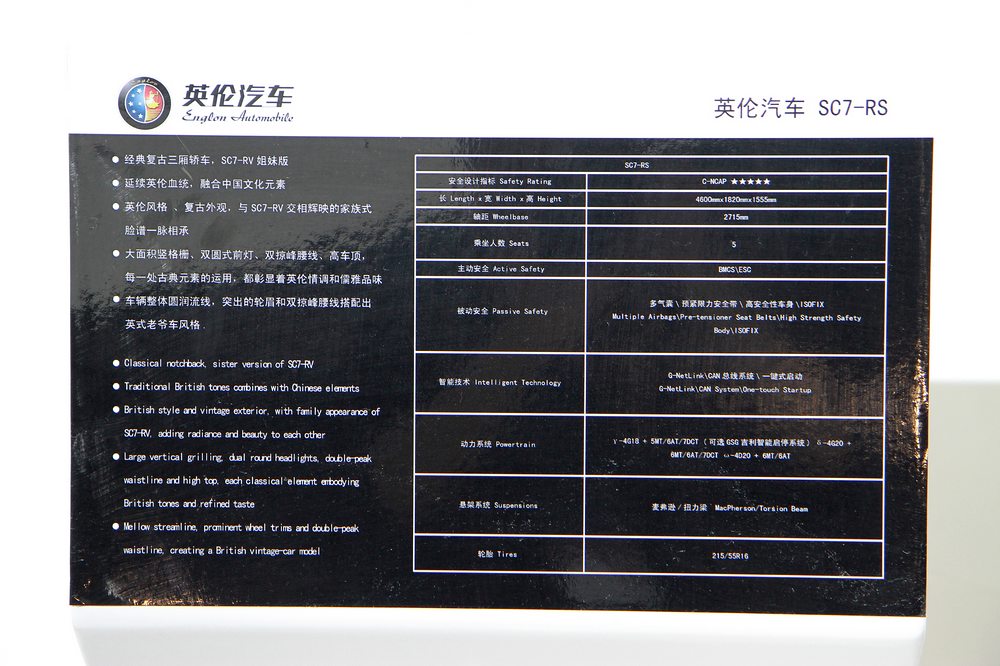 Englon
英伦汽车
Englon Automobile
英伦汽车 SC7-RS
● 经典复古三厢轿车，SC7-RV 姐妹版
● 延续英伦血统，融合中国文化元素
● 英伦风格 、复古外观，与 SC7-RV 交相辉映的家族式
脸谱一脉相承
● 大面积竖格栅、双圆式前灯、双掠峰腰线、高车顶，
每一处古典元素的运用，都彰显着英伦情调和儒雅品味
● 车辆整体圆润流线，突出的轮眉和双掠峰腰线搭配出
英式老爷车风格.
● Classical notchback, sister version of SC7-RV
● Traditional British tones combines with Chinese elements
● British style and vintage exterior, with family appearance of
SC7-RV, adding radiance and beauty to each other
● Large vertical grilling, dual round headlights, double-peak
waistline and high top, each classical element embodying
British tones and refined taste
● Mellow streamline, prominent wheel trims and double-peak
waistline, creating a British vintage-car model
SC7-RS
安全设计指标 Safety Rating C-NCAP ★★★★★
长 Length x 宽 Width x 高 Height 4600mmx1820mmx1555mm
轴距 Wheelbase 2715mm
乘坐人数 Seats 5
主动安全 Active Safety BMCS\ESC
被动安全 Passive Safety 多气囊 \ 预紧限力安全带 \ 高安全性车身 \ISOFIX
Multiple Airbags\Pre-tensioner Seat Belts\High Strength Safety
Body\ISOFIX
智能技术 Intelligent Technology G-NetLink\CAN 总线系统 \ 一键式启动
G-NetLink\CAN System\One-touch Startup
动力系统 Powertrain γ-4G18 + 5MT/6AT/7DCT （可选 GSG 吉利智能启停系统） δ-4G20 +
6MT/6AT/7DCT ω-4D20 + 6MT/6AT
悬架系统 Suspensions 麦弗逊 / 扭力梁 MacPherson/Torsion Beam
轮胎 Tires 215/55R16